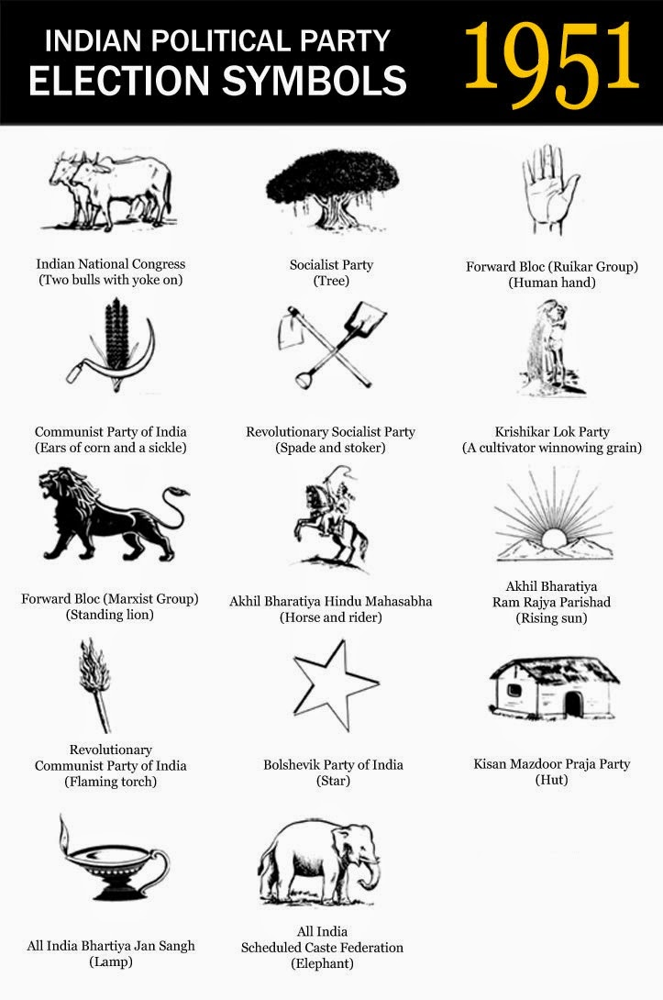 INDIAN POLITICAL PARTY
ELECTION SYMBOLS
1951
Indian National Congress
(Two bulls with yoke on)
Socialist Party
(Tree)
Forward Bloc (Ruikar Group)
(Human hand)
Communist Party of India
(Ears of corn and a sickle)
Revolutionary Socialist Party
(Spade and stoker)
Krishikar Lok Party
(A cultivator winnowing grain)
Forward Bloc (Marxist Group)
(Standing lion)
Akhil Bharatiya Hindu Mahasabha
(Horse and rider)
Akhil Bharatiya
Ram Rajya Parishad
(Rising sun)
Revolutionary
Communist Party of India
(Flaming torch)
Bolshevik Party of India
(Star)
Kisan Mazdoor Praja Party
(Hut)
All India Bhartiya Jan Sangh
(Lamp)
All India
Scheduled Caste Federation
(Elephant)